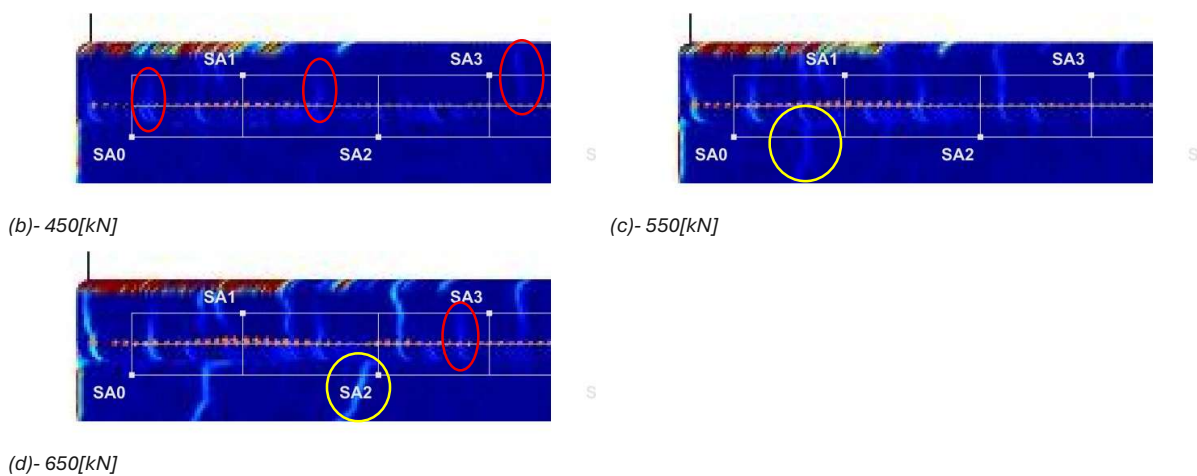 SA1 SA3
SA0 SA2 S
(b)- 450[kN]
SA1 SA3
SA0 SA2 S
(c)- 550[kN]
SA1 SA3
SA0 SA2 S
(d)- 650[kN]